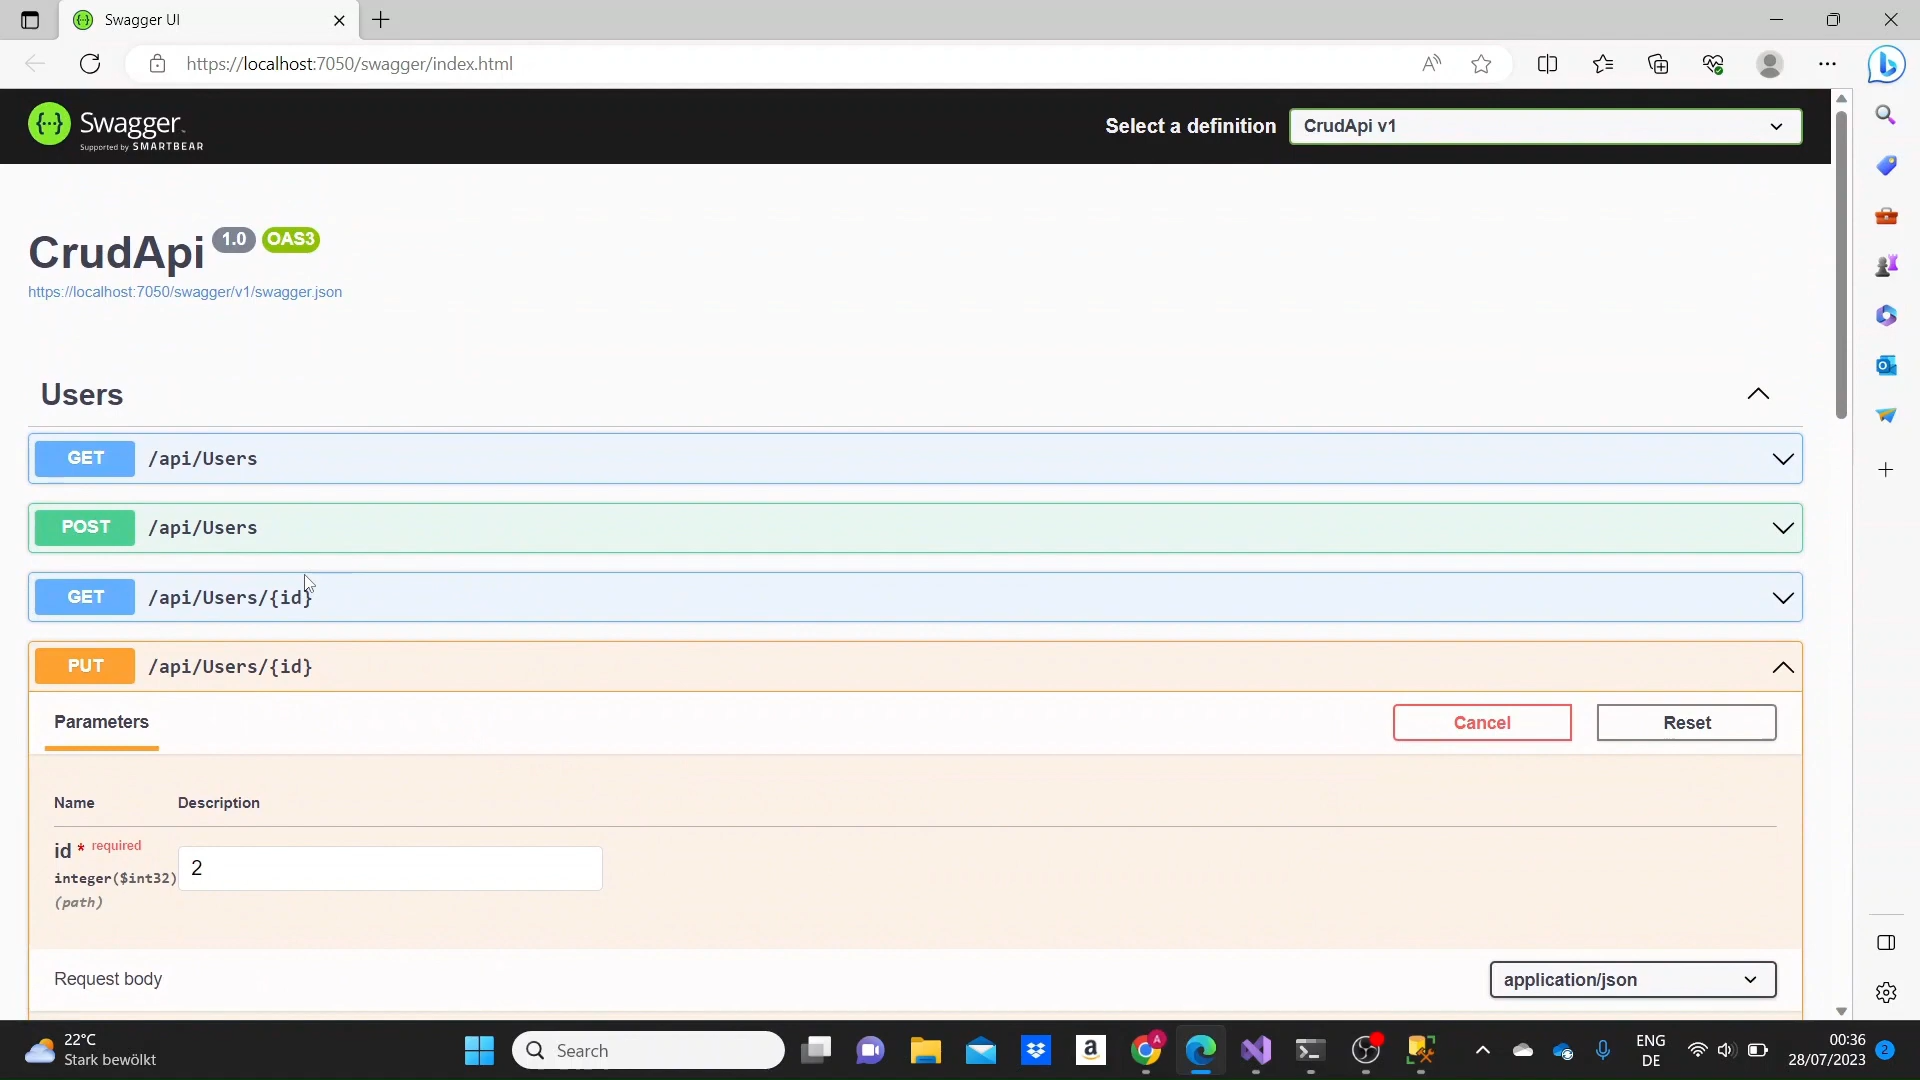 Swagger UI
https://localhost:7050/swagger/index.html
Swagger
Supported by SMARTBEAR
Select a definition
CrudApi v1
CrudApi 1.0 OAS3
https://localhost:7050/swagger/v1/swagger.json
Users
GET /api/Users
POST /api/Users
GET /api/Users/{id}
PUT /api/Users/{id}
Parameters
Cancel
Reset
Name Description
id * required
integer($int32)
(path)
2
Request body
application/json
22°C
Stark bewölkt
Search
ENG
DE
00:36
28/07/2023
2